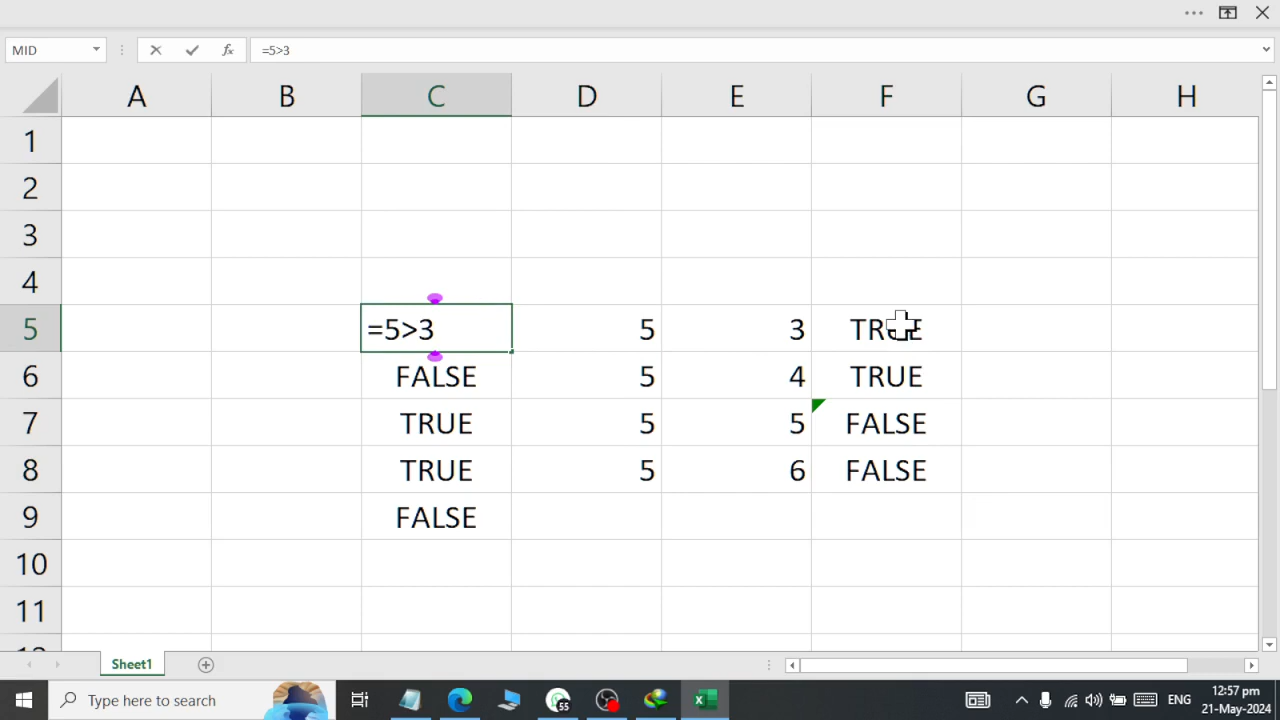 MID =5>3
A B C D E F G H
1
2
3
4
5 =5>3 5 3 TRUE
6 FALSE 5 4 TRUE
7 TRUE 5 5 FALSE
8 TRUE 5 6 FALSE
9 FALSE
10
11
Sheet1
Type here to search 55 ENG 12:57 pm
21-May-2024